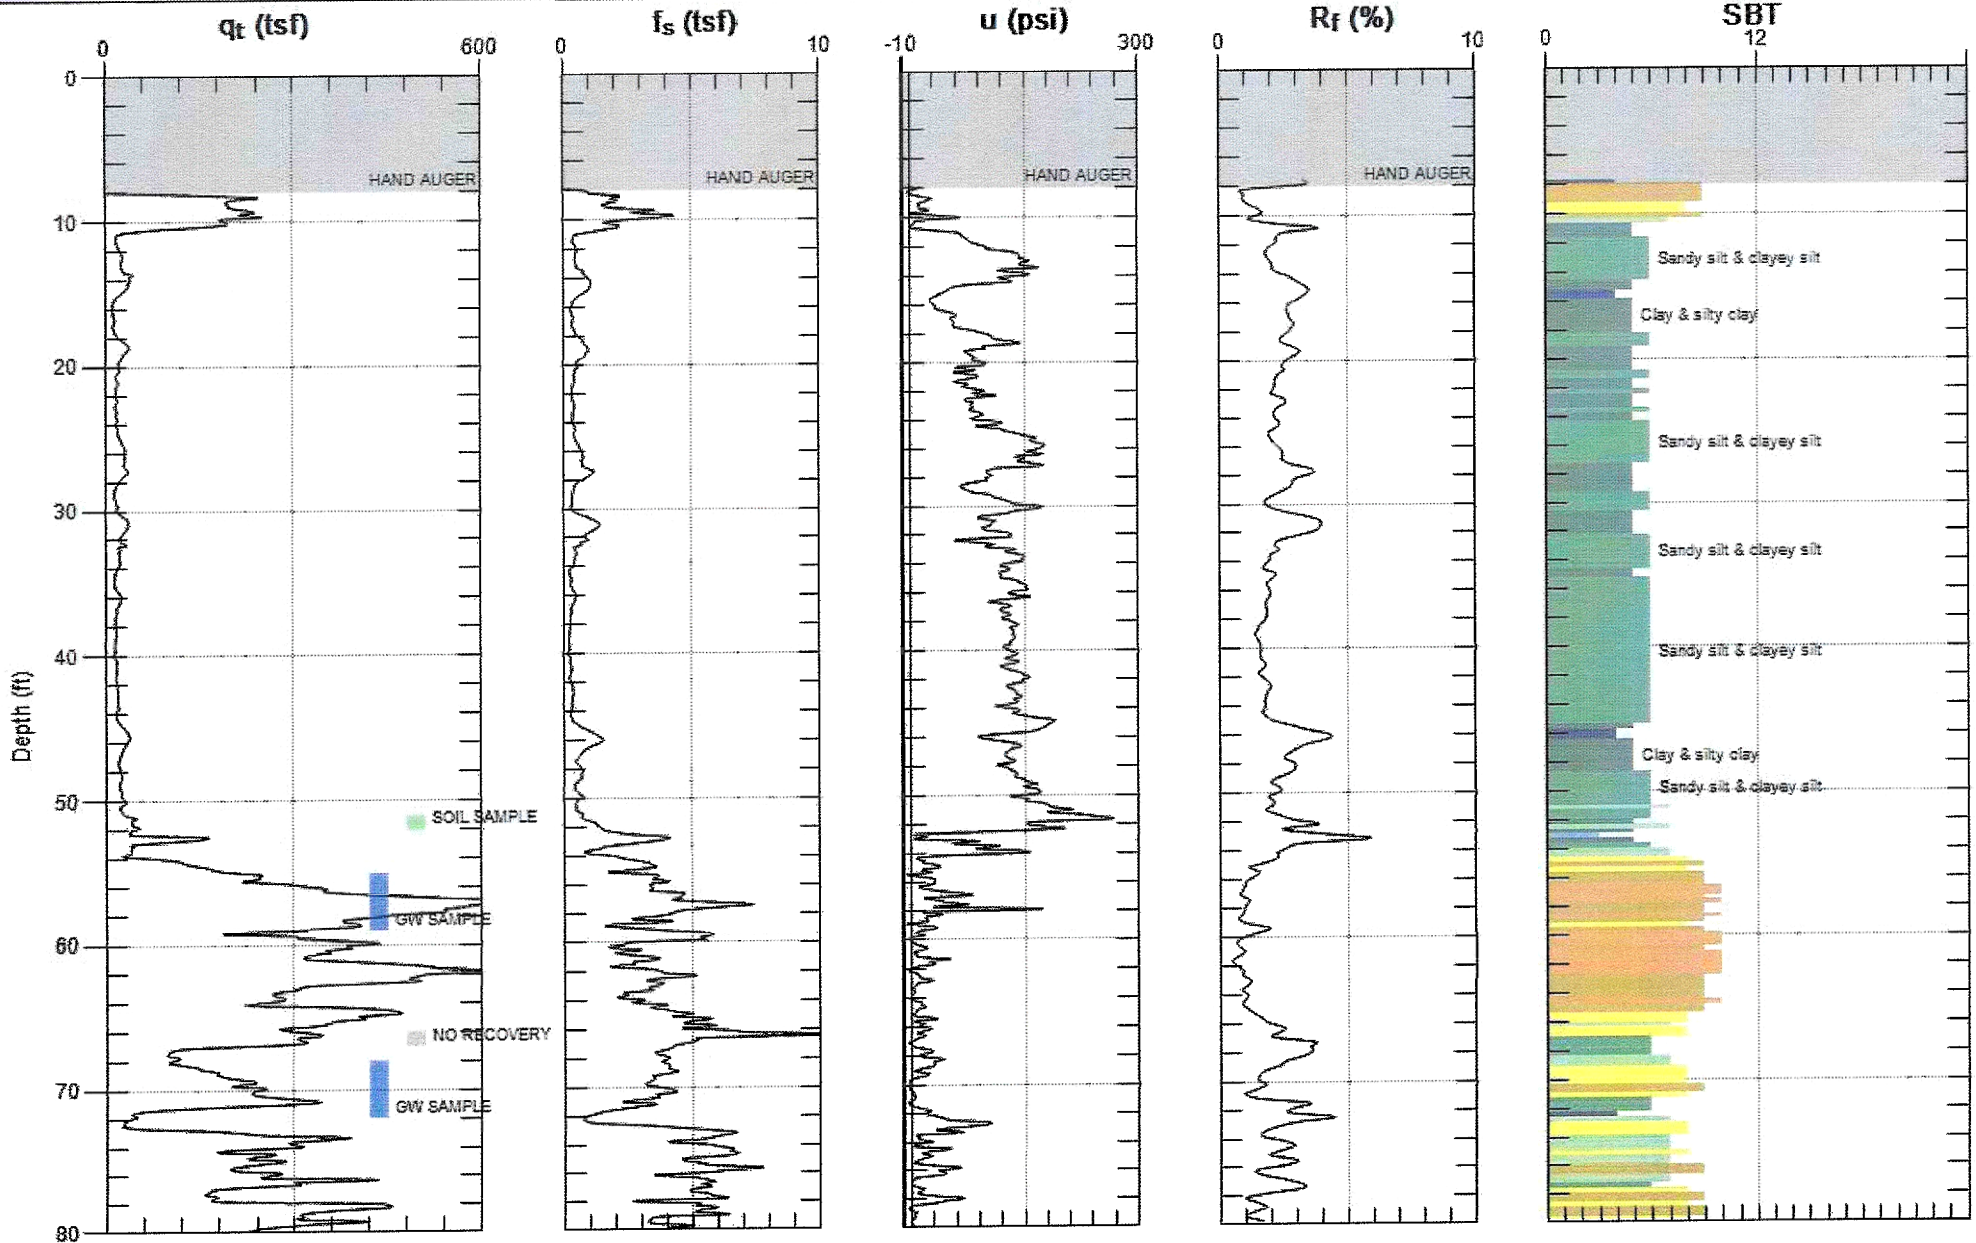 qt (tsf)
fs (tsf)
u (psi)
Rf (%)
SBT
0 600
0 10
-10 300
0 10
0 12
Depth (ft)
0
10
20
30
40
50
60
70
80
HAND AUGER
HAND AUGER
HAND AUGER
HAND AUGER
SOIL SAMPLE
GW SAMPLE
NO RECOVERY
GW SAMPLE
Sandy silt & clayey silt
Clay & silty clay
Sandy silt & clayey silt
Sandy silt & clayey silt
Sandy silt & clayey silt
Clay & silty clay
Sandy silt & clayey silt